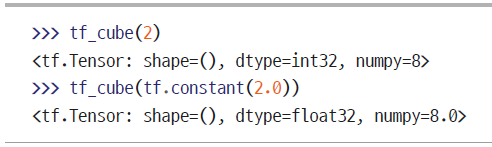 >>> tf_cube(2)
<tf.Tensor: shape=(), dtype=int32, numpy=8>
>>> tf_cube(tf.constant(2.0))
<tf.Tensor: shape=(), dtype=float32, numpy=8.0>